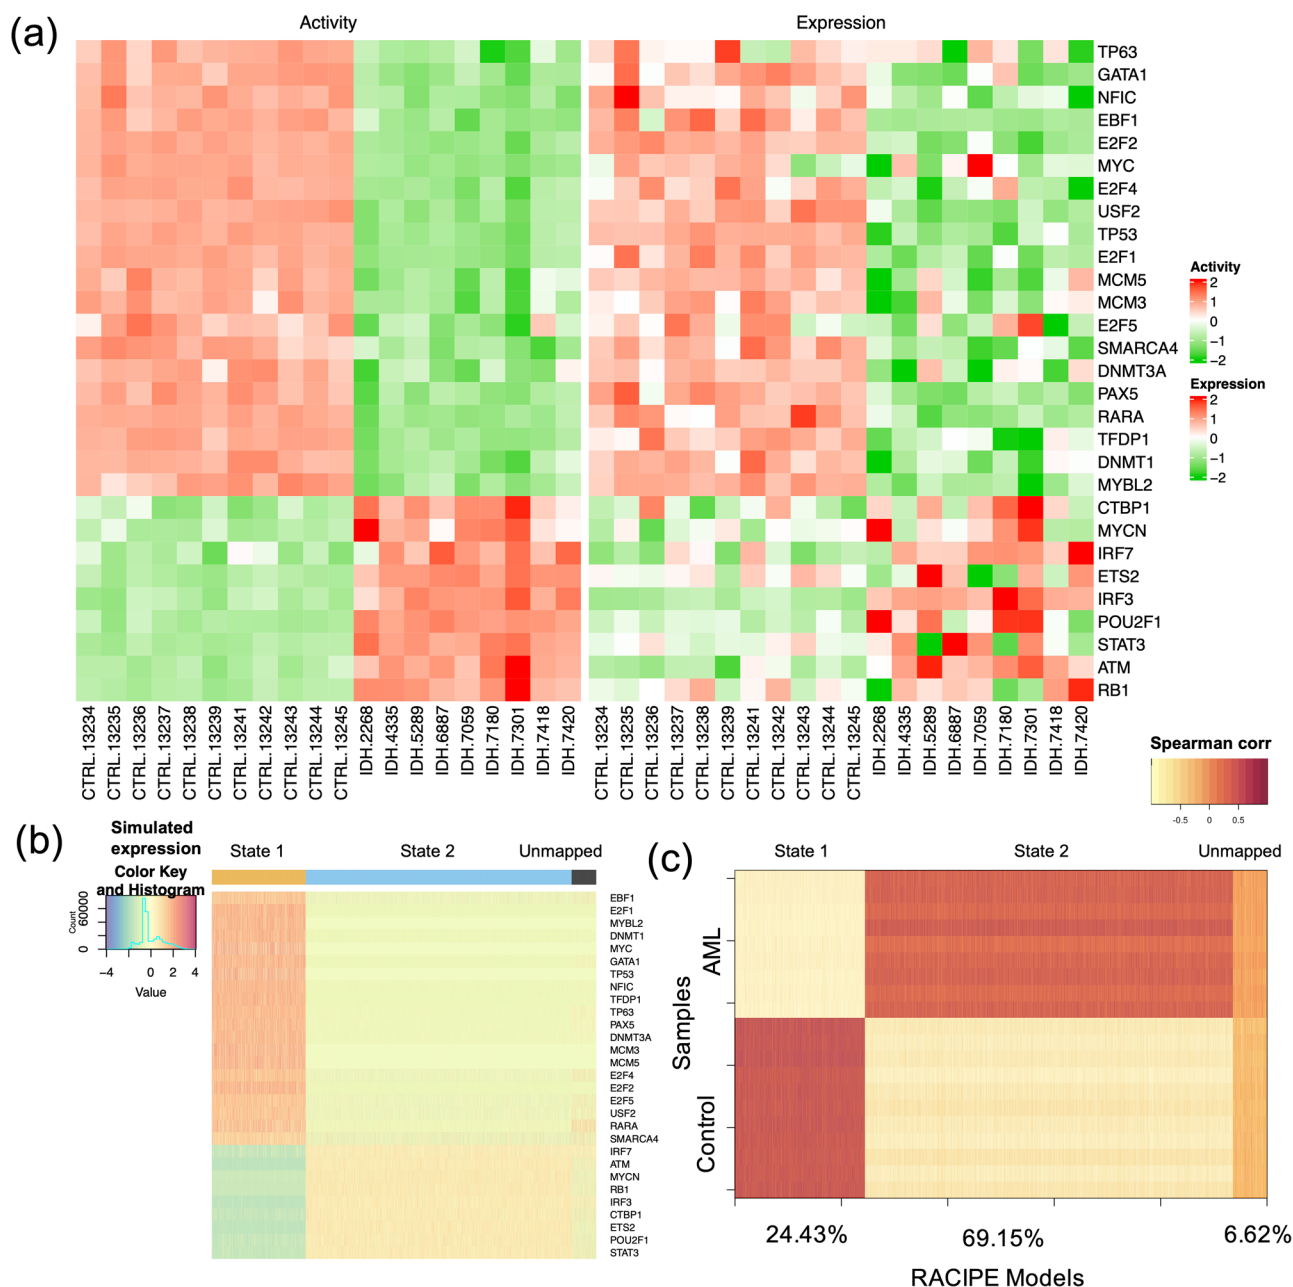 (a)
Activity
Expression
TP63
GATA1
NFIC
EBF1
E2F2
MYC
E2F4
USF2
TP53
E2F1
MCM5
MCM3
E2F5
SMARCA4
DNMT3A
PAX5
RARA
TFDP1
DNMT1
MYBL2
CTBP1
MYCN
IRF7
ETS2
IRF3
POU2F1
STAT3
ATM
RB1
Activity
2
1
0
−1
−2
Expression
2
1
0
−1
−2
CTRL.13234
CTRL.13235
CTRL.13236
CTRL.13237
CTRL.13238
CTRL.13239
CTRL.13241
CTRL.13242
CTRL.13243
CTRL.13244
CTRL.13245
IDH.2268
IDH.4335
IDH.5289
IDH.6887
IDH.7059
IDH.7180
IDH.7301
IDH.7418
IDH.7420
CTRL.13234
CTRL.13235
CTRL.13236
CTRL.13237
CTRL.13238
CTRL.13239
CTRL.13241
CTRL.13242
CTRL.13243
CTRL.13244
CTRL.13245
IDH.2268
IDH.4335
IDH.5289
IDH.6887
IDH.7059
IDH.7180
IDH.7301
IDH.7418
IDH.7420
Spearman corr
-0.5 0 0.5
(b)
Simulated
expression
Color Key
and Histogram
Count
0 60000
−4 0 2 4
Value
State 1 State 2 Unmapped
EBF1
E2F1
MYBL2
DNMT1
MYC
GATA1
TP53
NFIC
TFDP1
TP63
PAX5
DNMT3A
MCM3
MCM5
E2F4
E2F2
E2F5
USF2
RARA
SMARCA4
IRF7
ATM
MYCN
RB1
IRF3
CTBP1
ETS2
POU2F1
STAT3
(c)
State 1 State 2 Unmapped
Samples
AML
Control
24.43% 69.15% 6.62%
RACIPE Models